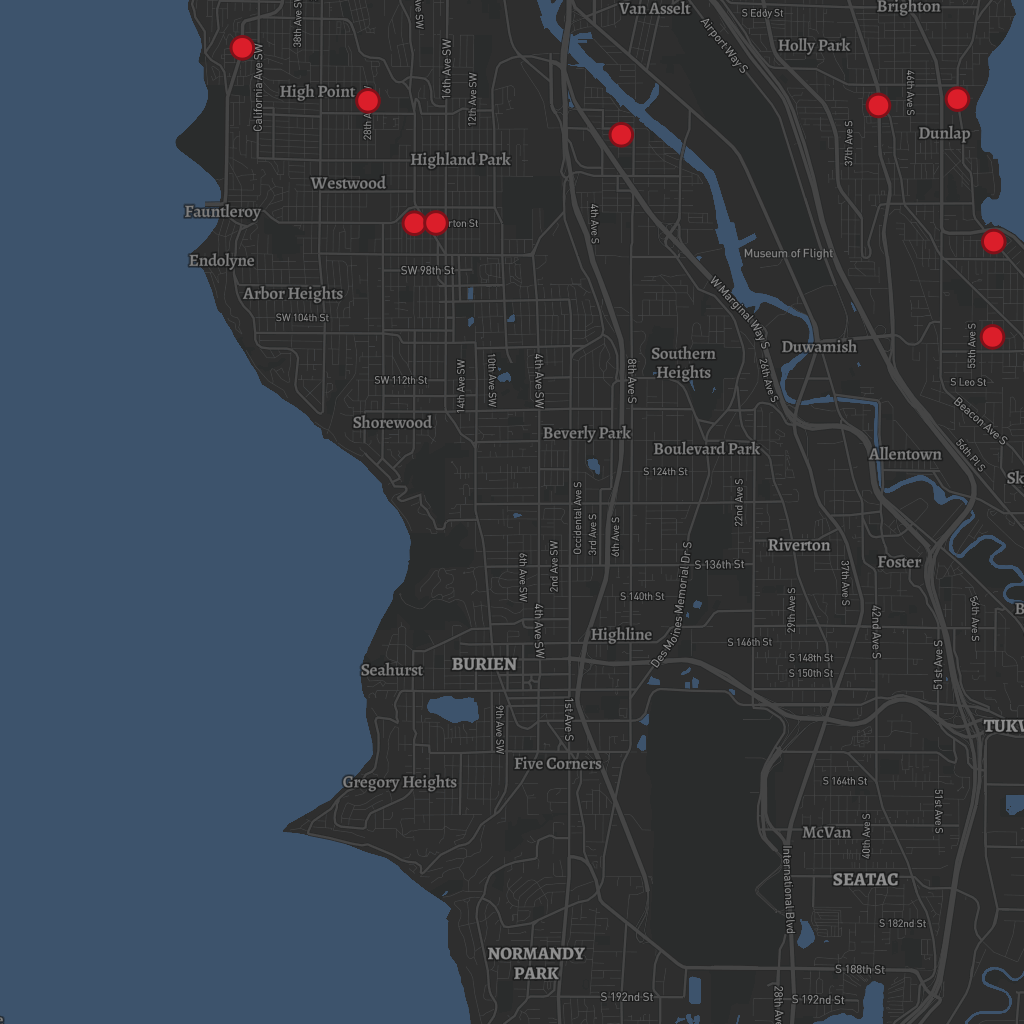 Van Asselt
S Eddy St
Brighton
38th Ave SW
Ave SW
Airport Way S
Holly Park
California Ave SW
16th Ave SW
12th Ave SW
46th Ave S
High Point
28th A
37th Ave S
Dunlap
Highland Park
Westwood
Fauntleroy
rton St
4th Ave S
Endolyne
SW 98th St
Museum of Flight
Arbor Heights
SW 104th St
W Marginal Way S
Duwamish
55th Ave S
Southern
Heights
14th Ave SW
10th Ave SW
4th Ave SW
8th Ave S
26th Ave S
SW 112th St
S Leo St
Shorewood
Beverly Park
Beacon Ave S
Boulevard Park
Allentown
56th Pl S
S 124th St
Sk
Occidental Ave S
3rd Ave S
6th Ave S
22nd Ave S
Riverton
6th Ave SW
2nd Ave SW
S 136th St
Foster
37th Ave S
S 140th St
29th Ave S
42nd Ave S
56th Ave S
B
4th Ave SW
Des Moines Memorial Dr S
Highline
S 146th St
51st Ave S
S 148th St
BURIEN
Seahurst
S 150th St
9th Ave SW
1st Ave S
TUKW
Five Corners
Gregory Heights
S 164th St
51st Ave S
McVan
40th Ave S
International Blvd
SEATAC
S 182nd St
NORMANDY
PARK
S 188th St
S 192nd St
28th Ave
S 192nd St